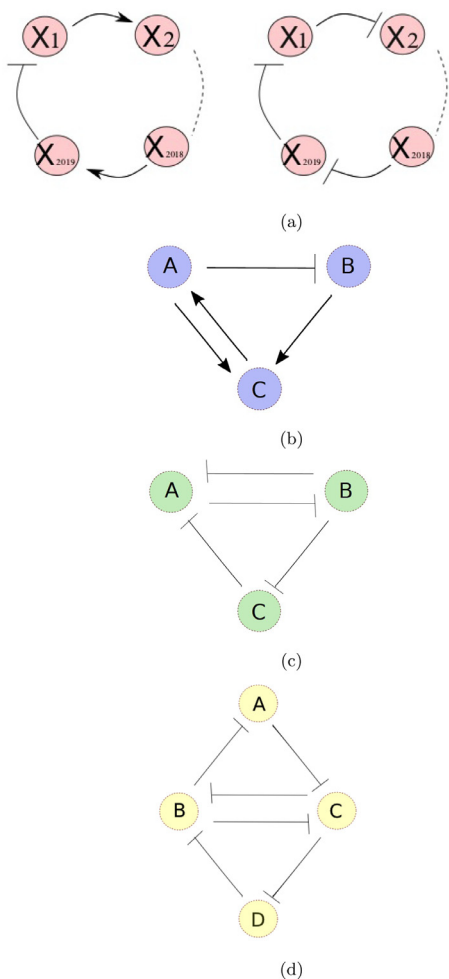 X1 X2 X1 X2
X2019 X2018 X2019 X2018
(a)
A B
C
(b)
A B
C
(c)
A
B C
D
(d)